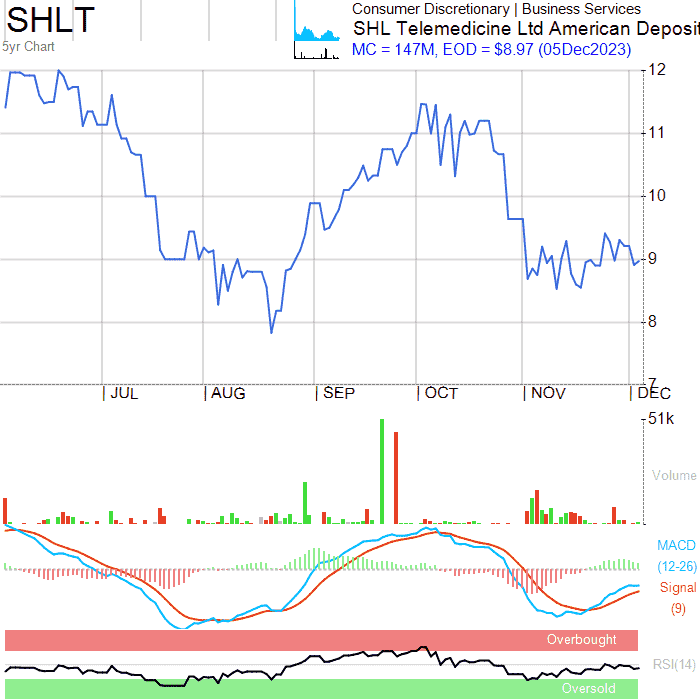 SHLT
5yr Chart
Consumer Discretionary | Business Services
SHL Telemedicine Ltd American Deposit
MC = 147M, EOD = $8.97 (05Dec2023)
12
11
10
9
8
7
| JUL | AUG | SEP | OCT | NOV | DEC
51k
Volume
MACD
(12-26)
Signal
(9)
Overbought
RSI(14)
Oversold